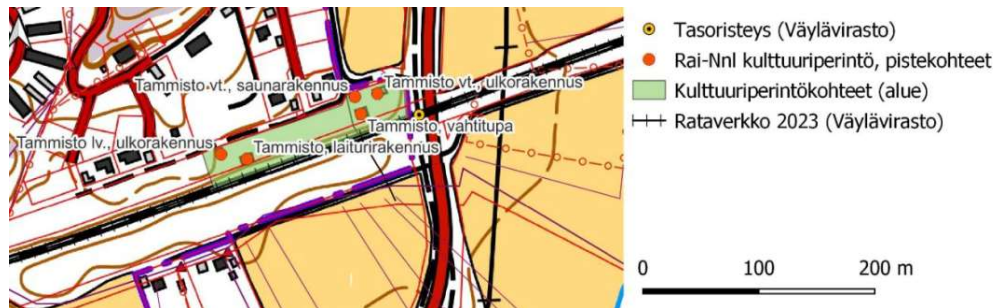 Tammisto vt., saunarakennus
Tammisto vt., ulkorakennus
Tammisto, vahtitupa
Tammisto lv., ulkorakennus
Tammisto, laiturirakennus
Tasoristeys (Väylävirasto)
Rai-Nnl kulttuuriperintö, pistekohteet
Kulttuuriperintökohteet (alue)
Rataverkko 2023 (Väylävirasto)
0 100 200 m